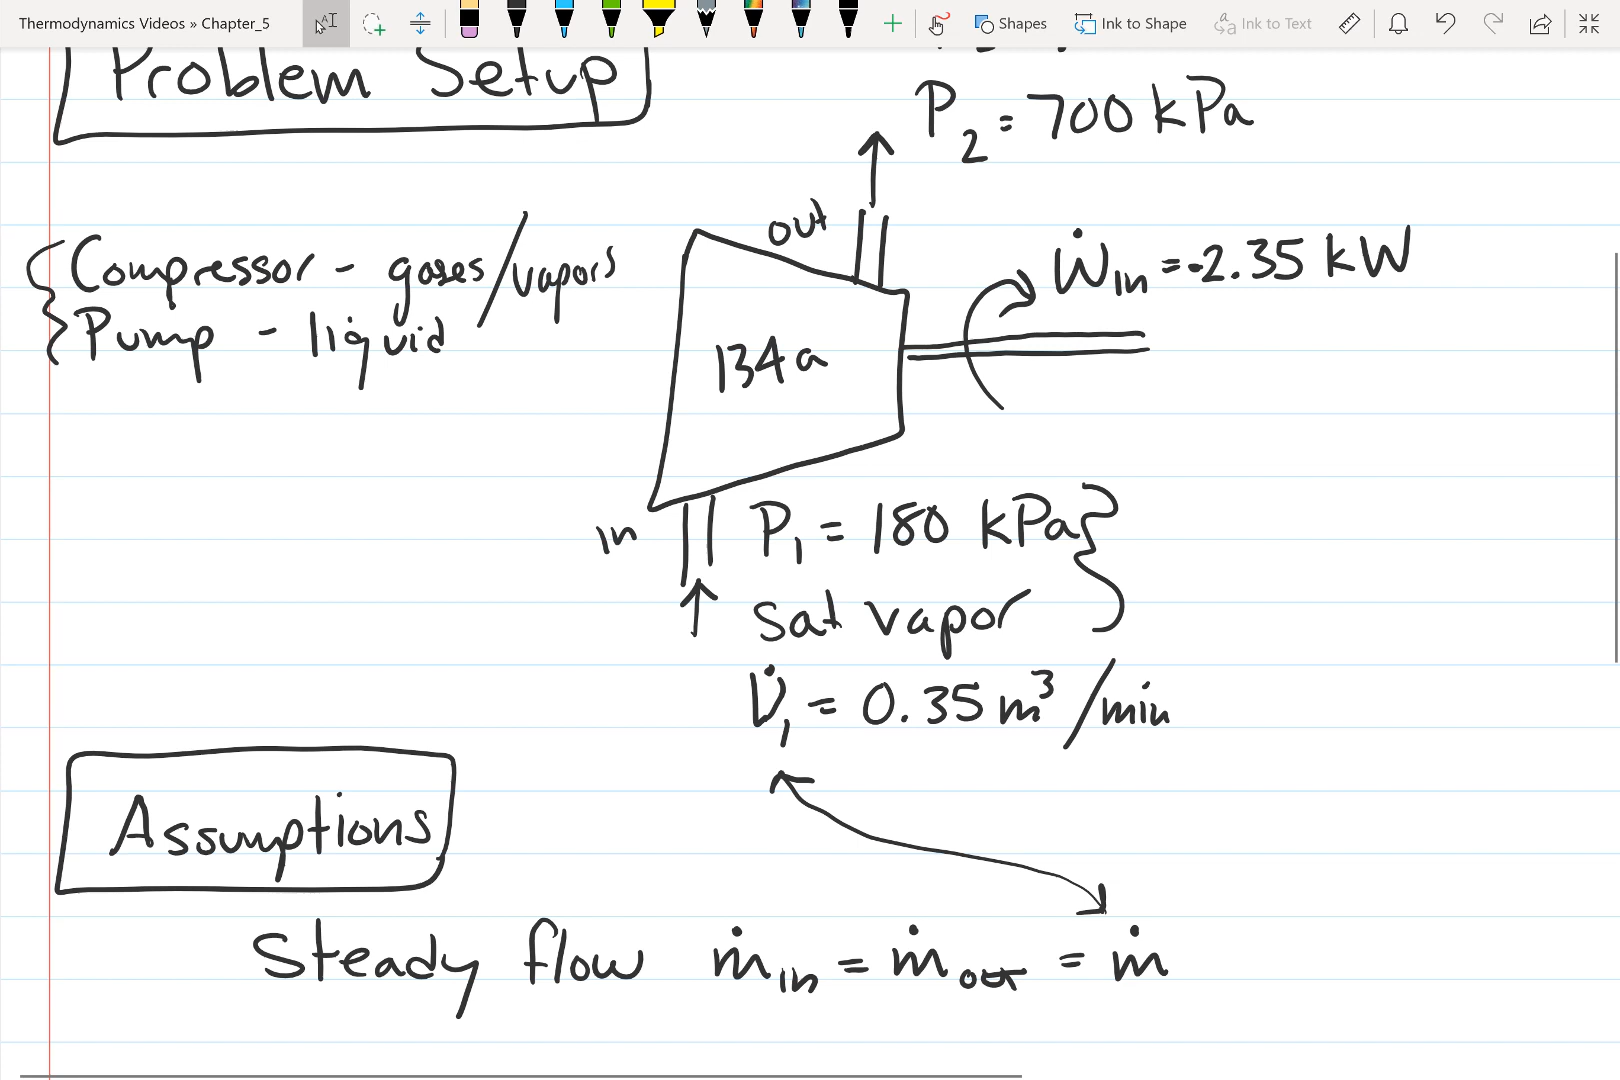 Thermodynamics Videos » Chapter_5
Shapes
Ink to Shape
Ink to Text
Problem Setup
P₂ = 700 kPa
out
Ẇin = -2.35 kW
{ Compressor - gases/vapors
Pump - liquid
134a
in
P₁ = 180 kPa }
sat vapor
V̇₁ = 0.35 m³/min
Assumptions
Steady flow ṁin = ṁout = ṁ